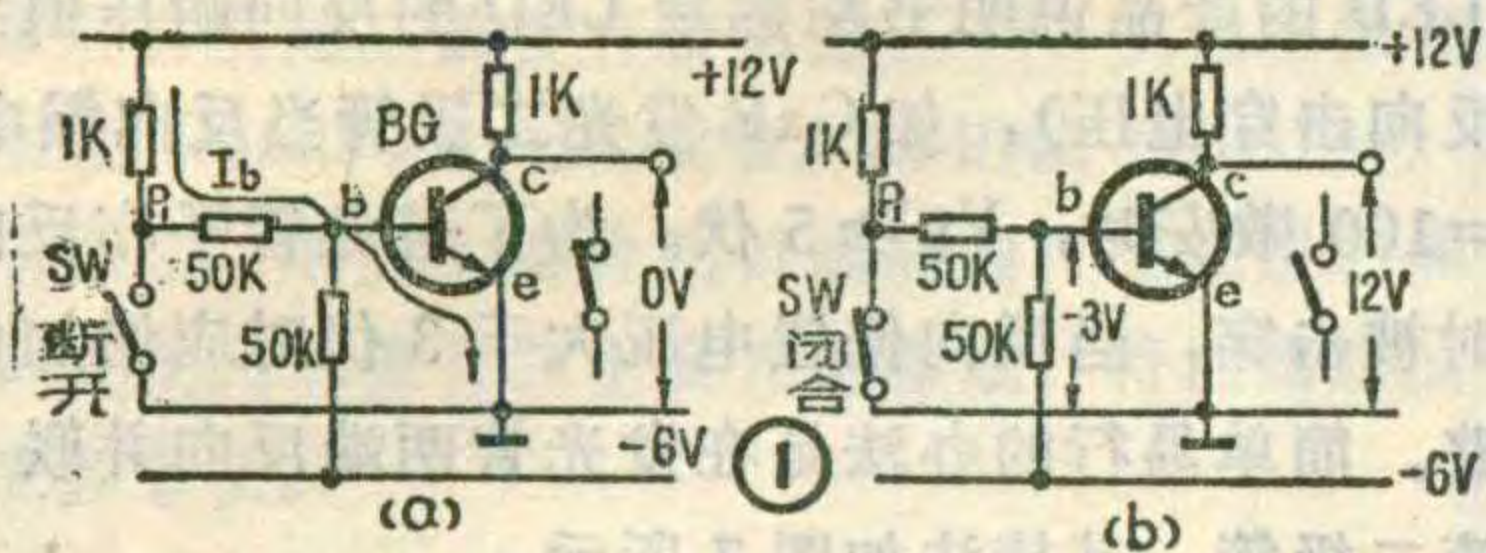 +12V
1K
1K
BG
Ib
P1
b
c
50K
SW
断开
50K
e
0V
-6V
(a)
①
+12V
1K
1K
P1
b
c
50K
SW
闭合
50K
-3V
e
12V
-6V
(b)